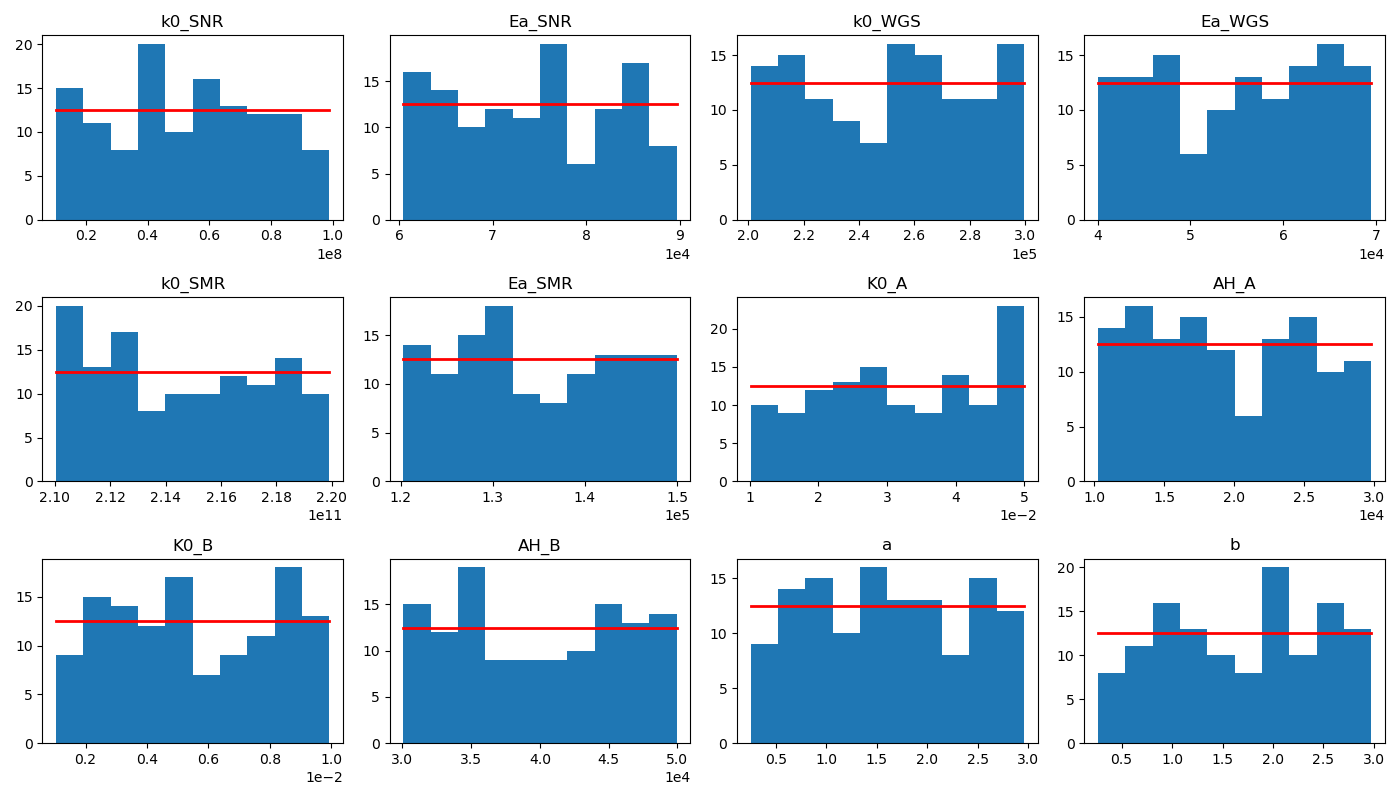 k0_SNR
20
15
10
5
0
0.2 0.4 0.6 0.8 1.0
1e8
Ea_SNR
15
10
5
0
6 7 8 9
1e4
k0_WGS
15
10
5
0
2.0 2.2 2.4 2.6 2.8 3.0
1e5
Ea_WGS
15
10
5
0
4 5 6 7
1e4
k0_SMR
20
15
10
5
0
2.10 2.12 2.14 2.16 2.18 2.20
1e11
Ea_SMR
15
10
5
0
1.2 1.3 1.4 1.5
1e5
K0_A
20
15
10
5
0
1 2 3 4 5
1e−2
AH_A
15
10
5
0
1.0 1.5 2.0 2.5 3.0
1e4
K0_B
15
10
5
0
0.2 0.4 0.6 0.8 1.0
1e−2
AH_B
15
10
5
0
3.0 3.5 4.0 4.5 5.0
1e4
a
15
10
5
0
0.5 1.0 1.5 2.0 2.5 3.0
b
20
15
10
5
0
0.5 1.0 1.5 2.0 2.5 3.0